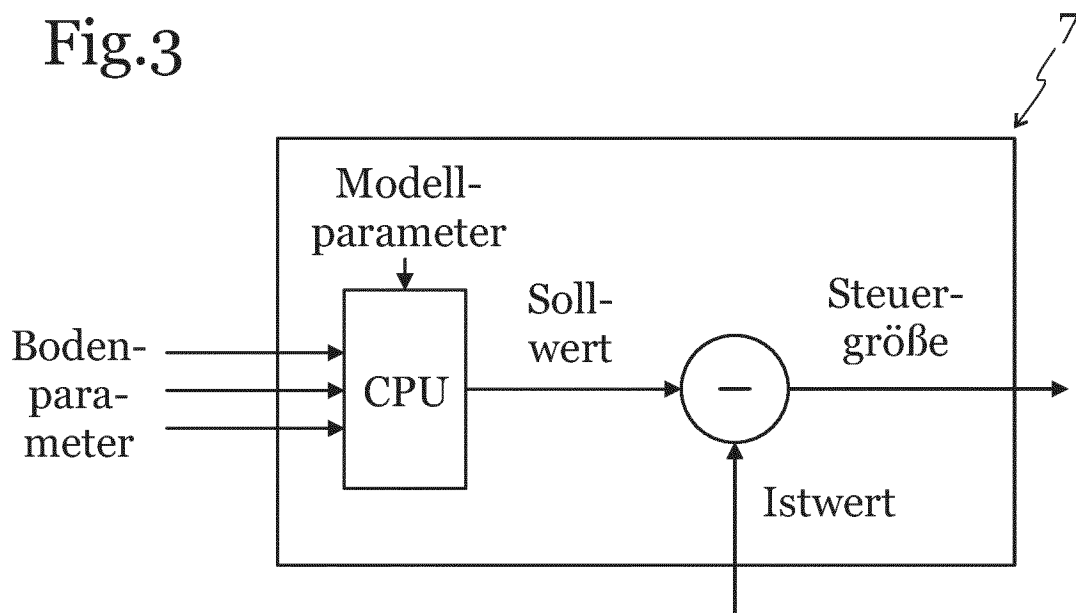 Fig.3
7
Modell-
parameter
Boden-
para-
meter
CPU
Soll-
wert
–
Steuer-
größe
Istwert